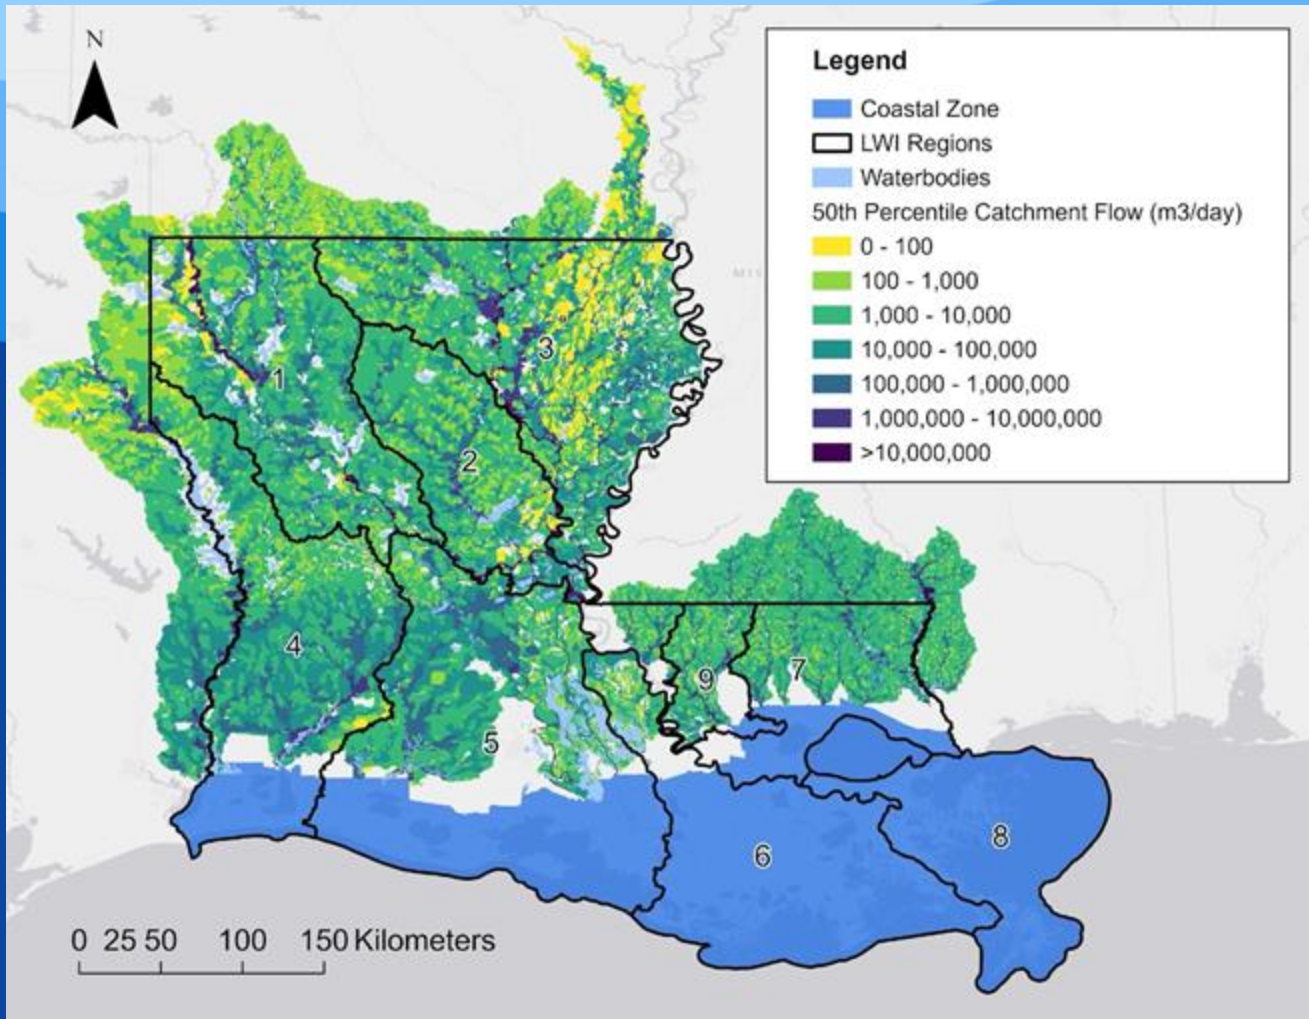 N
Legend
Coastal Zone
LWI Regions
Waterbodies
50th Percentile Catchment Flow (m3/day)
0 - 100
100 - 1,000
1,000 - 10,000
10,000 - 100,000
100,000 - 1,000,000
1,000,000 - 10,000,000
>10,000,000
3
1
2
4
7
9
5
8
6
0 25 50 100 150 Kilometers